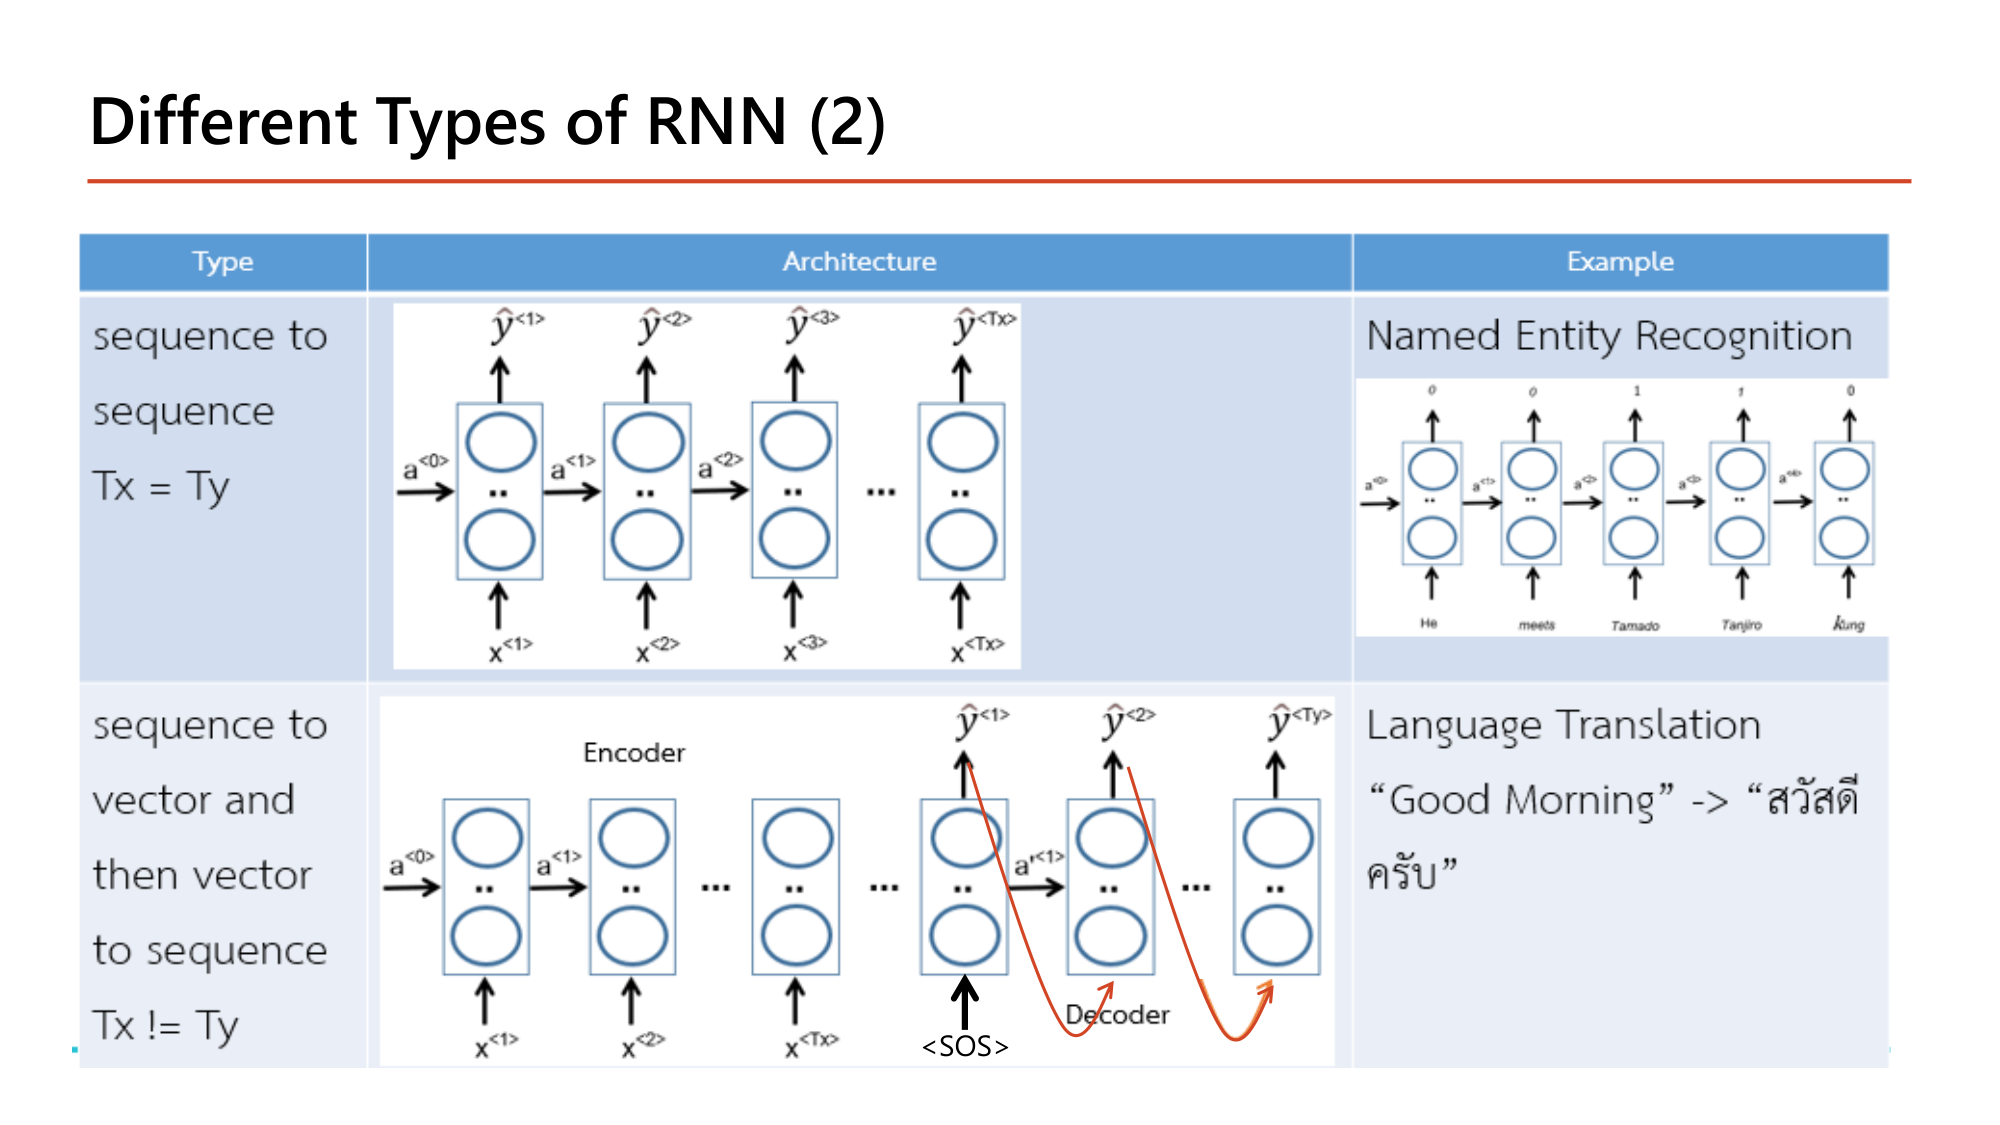 Different Types of RNN (2)
Type Architecture Example
sequence to
sequence
Tx = Ty
ŷ<1> ŷ<2> ŷ<3> ŷ<Tx>
a<0> a<1> a<2> ... 
.. .. .. ..
x<1> x<2> x<3> x<Tx>
Named Entity Recognition
0 0 1 1 0
a<0> a<1>
.. .. .. .. ..
He meets Tamado Tanjiro kung
sequence to
vector and
then vector
to sequence
Tx != Ty
ŷ<1> ŷ<2> ŷ<Ty>
Encoder
a<0> a<1> ... ... a'<1> ...
.. .. .. .. .. ..
Decoder
x<1> x<2> x<Tx> <SOS>
Language Translation
“Good Morning” -> “สวัสดี
ครับ”